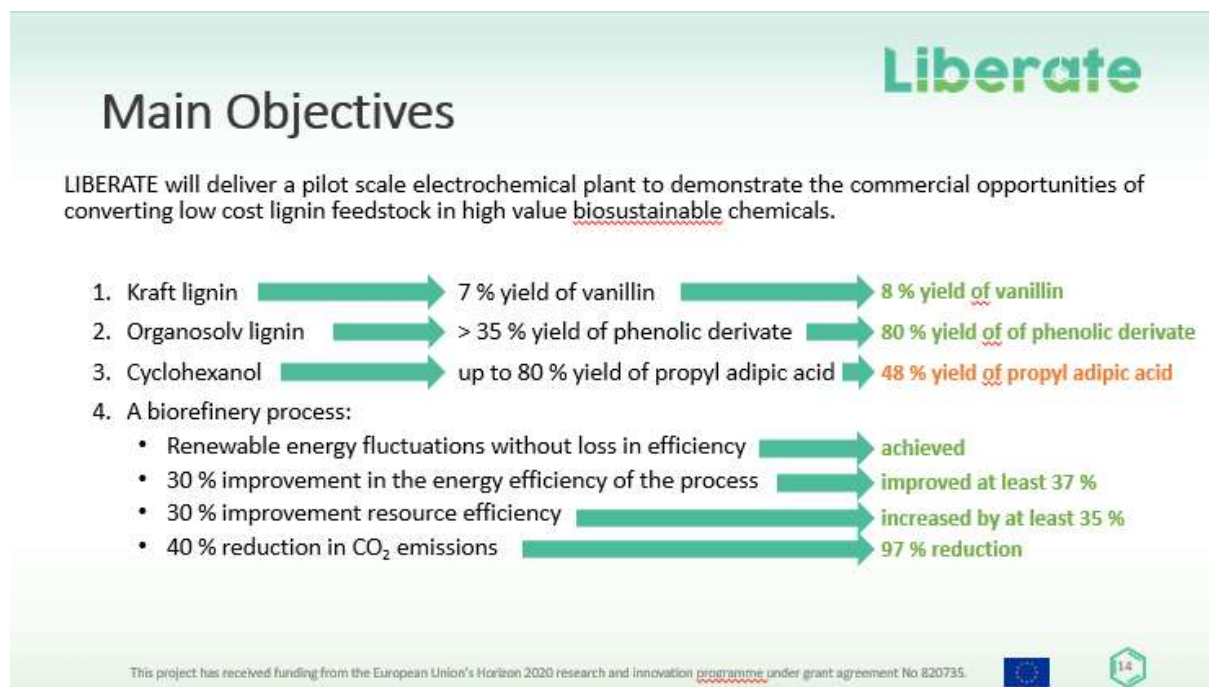 Liberate
Main Objectives
LIBERATE will deliver a pilot scale electrochemical plant to demonstrate the commercial opportunities of
converting low cost lignin feedstock in high value biosustainable chemicals.
1. Kraft lignin 7 % yield of vanillin 8 % yield of vanillin
2. Organosolv lignin > 35 % yield of phenolic derivate 80 % yield of of phenolic derivate
3. Cyclohexanol up to 80 % yield of propyl adipic acid 48 % yield of propyl adipic acid
4. A biorefinery process:
• Renewable energy fluctuations without loss in efficiency achieved
• 30 % improvement in the energy efficiency of the process improved at least 37 %
• 30 % improvement resource efficiency increased by at least 35 %
• 40 % reduction in CO₂ emissions 97 % reduction
This project has received funding from the European Union's Horizon 2020 research and innovation programme under grant agreement No 820735.
14